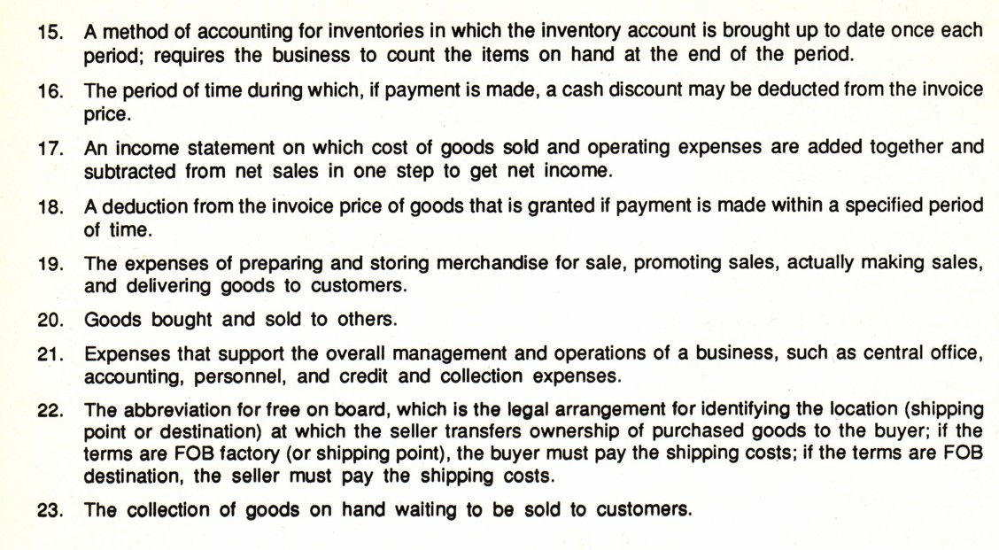 15. A method of accounting for inventories in which the inventory account is brought up to date once each
period; requires the business to count the items on hand at the end of the period.
16. The period of time during which, if payment is made, a cash discount may be deducted from the invoice
price.
17. An income statement on which cost of goods sold and operating expenses are added together and
subtracted from net sales in one step to get net income.
18. A deduction from the invoice price of goods that is granted if payment is made within a specified period
of time.
19. The expenses of preparing and storing merchandise for sale, promoting sales, actually making sales,
and delivering goods to customers.
20. Goods bought and sold to others.
21. Expenses that support the overall management and operations of a business, such as central office,
accounting, personnel, and credit and collection expenses.
22. The abbreviation for free on board, which is the legal arrangement for identifying the location (shipping
point or destination) at which the seller transfers ownership of purchased goods to the buyer; if the
terms are FOB factory (or shipping point), the buyer must pay the shipping costs; if the terms are FOB
destination, the seller must pay the shipping costs.
23. The collection of goods on hand waiting to be sold to customers.